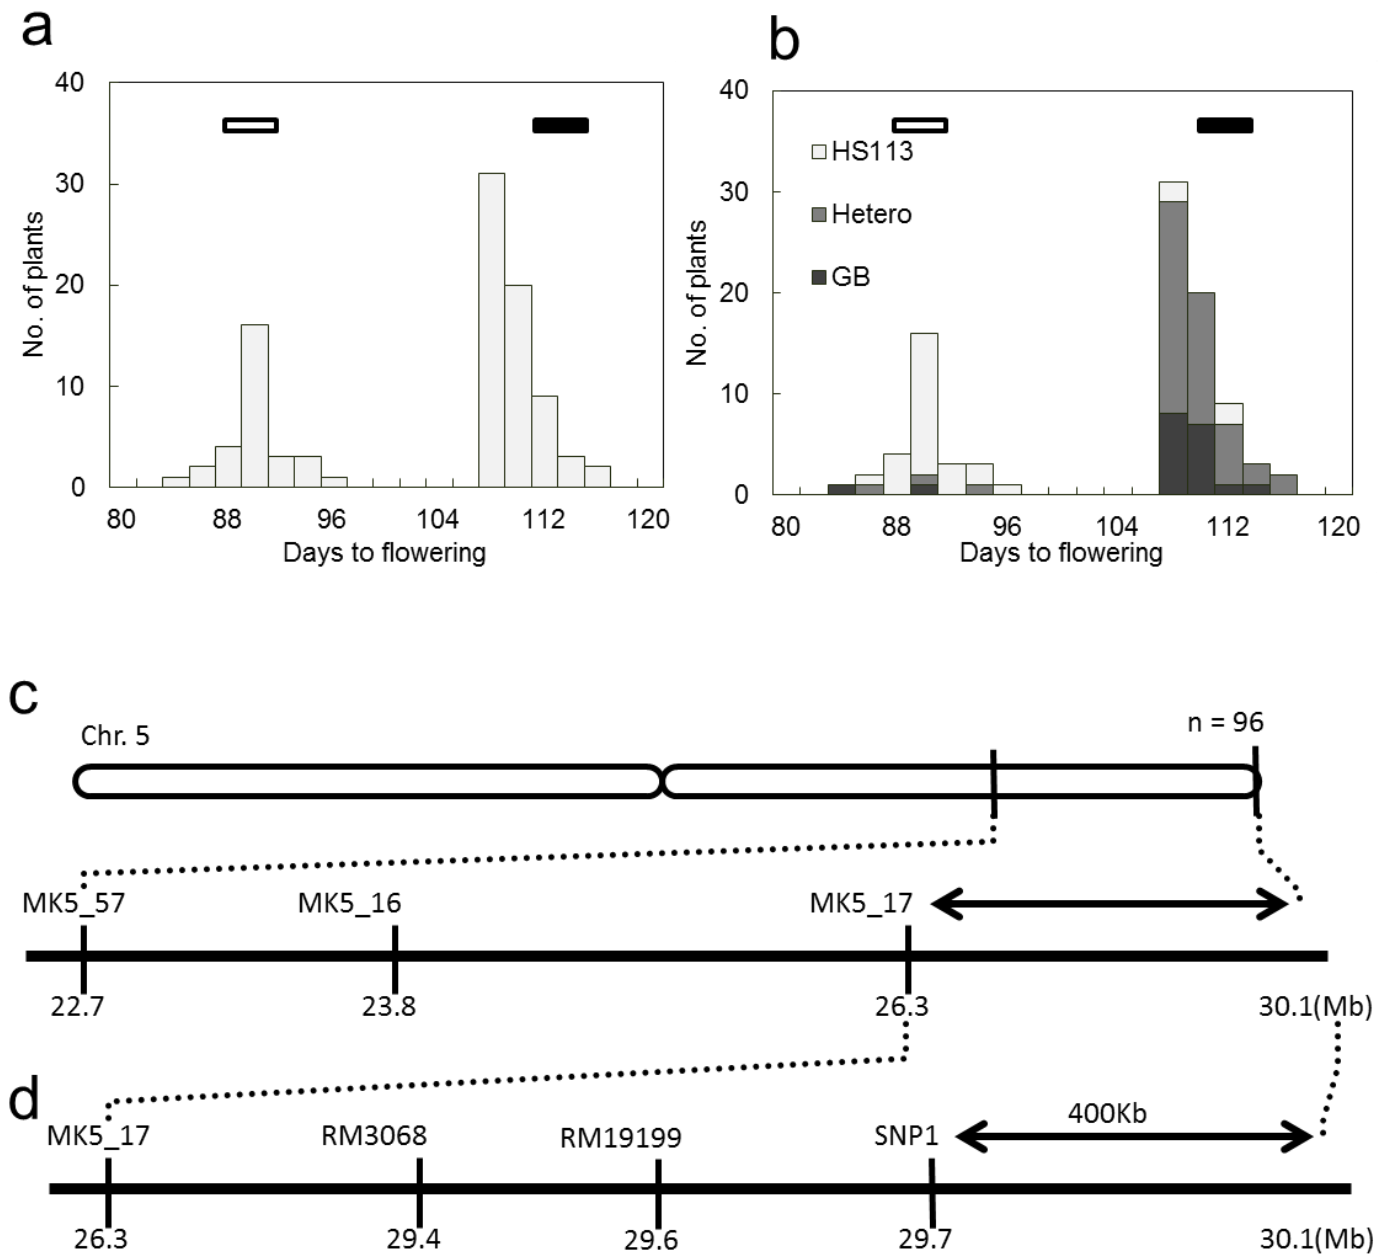 a
40
30
20
10
0
No. of plants
80 88 96 104 112 120
Days to flowering
b
40
30
20
10
0
No. of plants
HS113
Hetero
GB
80 88 96 104 112 120
Days to flowering
c
Chr. 5
n = 96
MK5_57 MK5_16 MK5_17
22.7 23.8 26.3 30.1(Mb)
d
400Kb
MK5_17 RM3068 RM19199 SNP1
26.3 29.4 29.6 29.7 30.1(Mb)